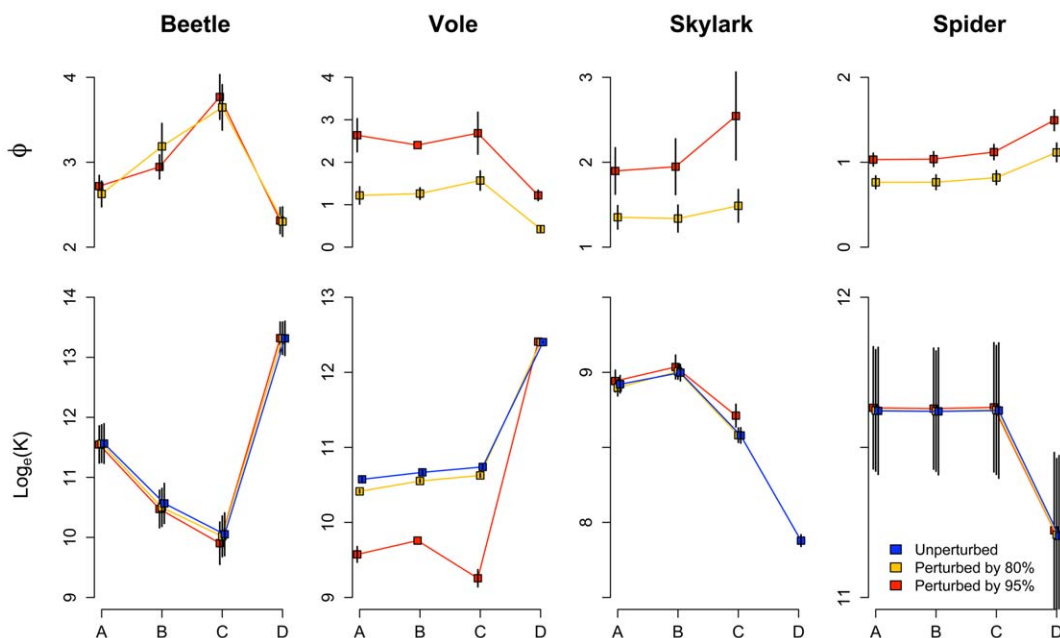 Beetle Vole Skylark Spider
ϕ
4
3
2
4
3
2
1
0
3
2
1
2
1
0
Logₑ(K)
14
13
12
11
10
9
13
12
11
10
9
9
8
12
11
A B C D
A B C D
A B C D
A B C D
Unperturbed
Perturbed by 80%
Perturbed by 95%